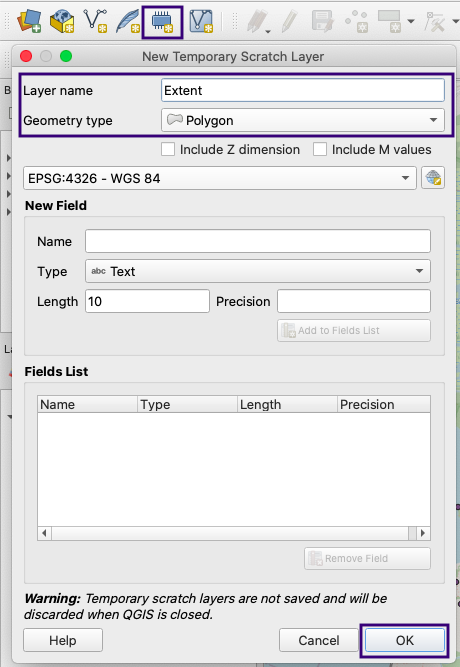 New Temporary Scratch Layer
Layer name Extent
Geometry type Polygon
Include Z dimension Include M values
EPSG:4326 - WGS 84
New Field
Name
Type abc Text
Length 10 Precision
Add to Fields List
Fields List
Name Type Length Precision
Remove Field
Warning: Temporary scratch layers are not saved and will be
discarded when QGIS is closed.
Help Cancel OK